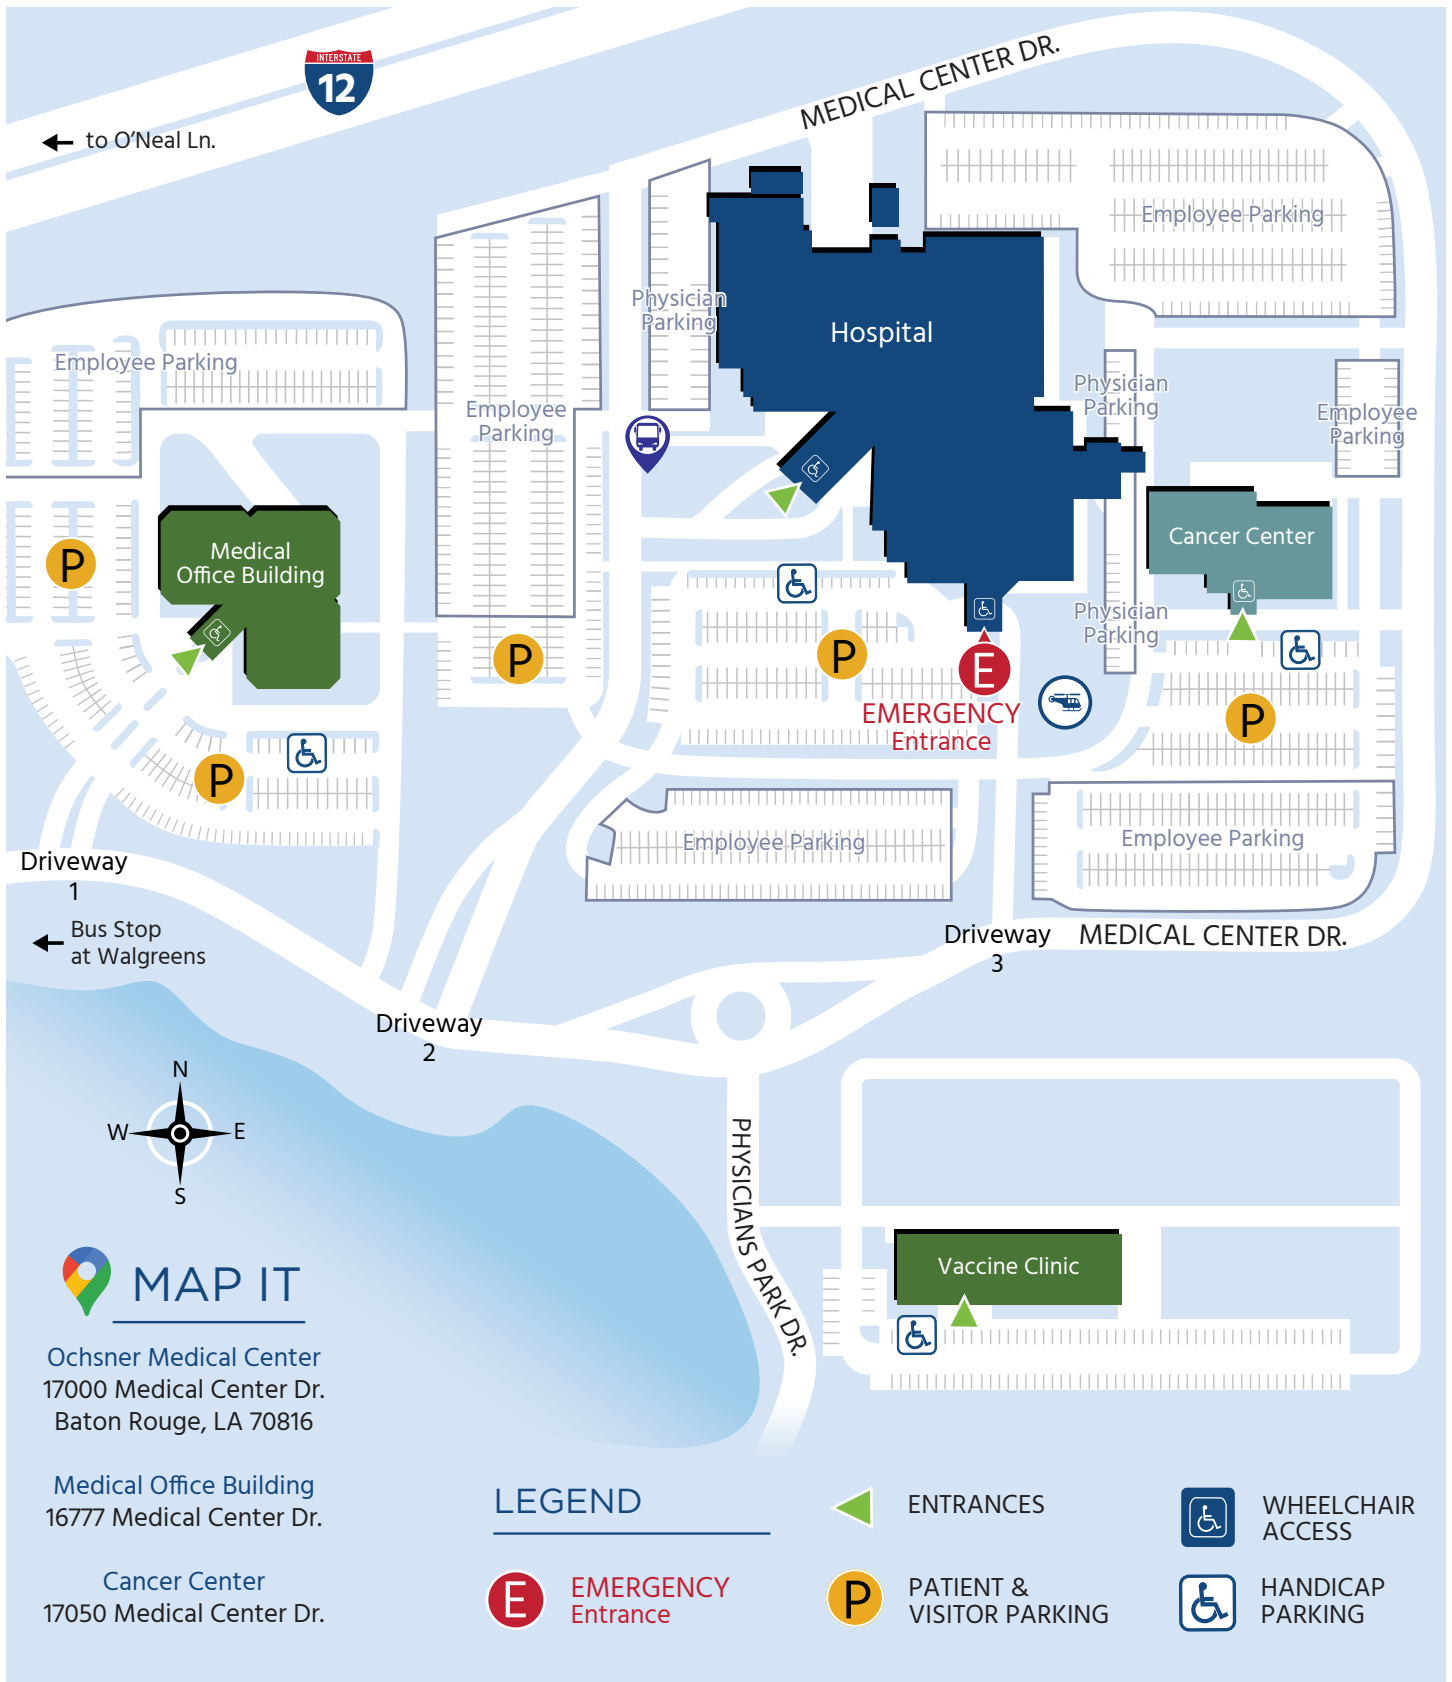 INTERSTATE
12
to O'Neal Ln.
MEDICAL CENTER DR.
Employee Parking
Physician
Parking
Hospital
Employee Parking
Employee
Parking
Physician
Parking
Employee
Parking
Medical
Office Building
P
Cancer Center
Physician
Parking
P
P
E
EMERGENCY
Entrance
P
P
Employee Parking
Employee Parking
Driveway
1
Bus Stop
at Walgreens
Driveway
3
MEDICAL CENTER DR.
Driveway
2
N
W
E
S
PHYSICIANS PARK DR.
Vaccine Clinic
MAP IT
Ochsner Medical Center
17000 Medical Center Dr.
Baton Rouge, LA 70816
Medical Office Building
16777 Medical Center Dr.
Cancer Center
17050 Medical Center Dr.
LEGEND
E
EMERGENCY
Entrance
ENTRANCES
P
PATIENT &
VISITOR PARKING
WHEELCHAIR
ACCESS
HANDICAP
PARKING